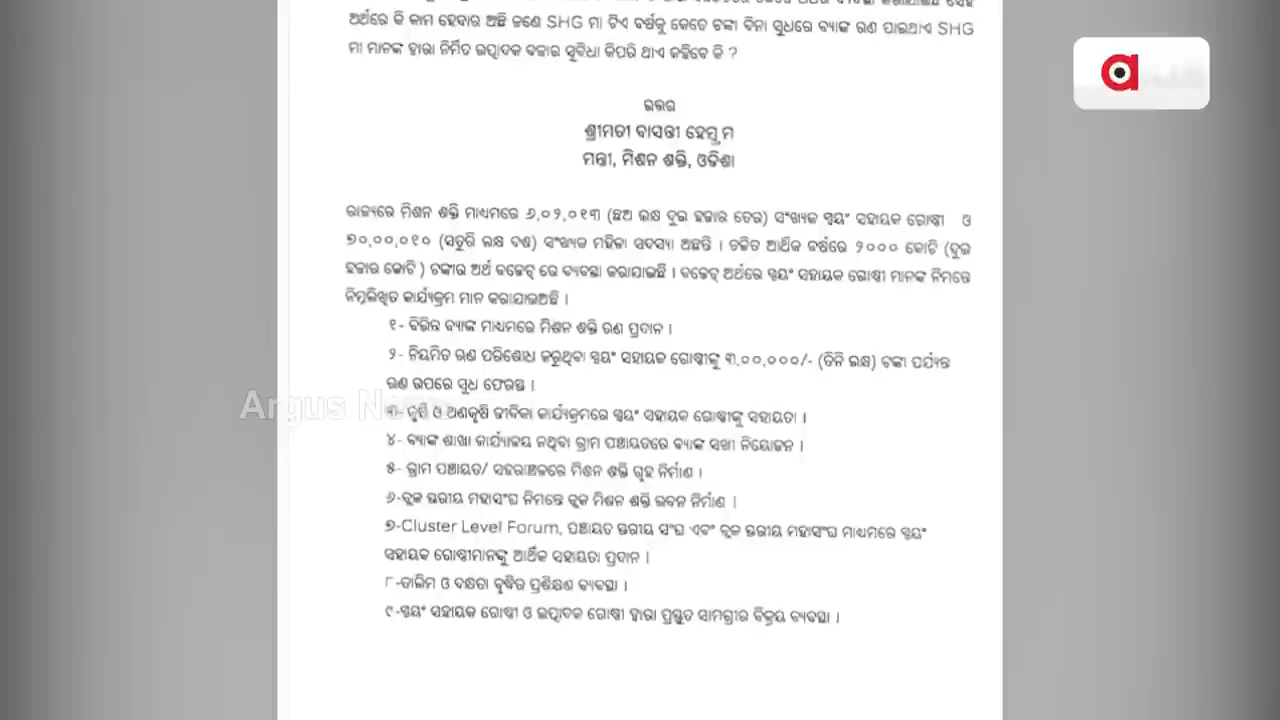 ଅର୍ଥରେ କି କାମ ହେଉଛି ଜଣେ SHG ମା ଟିଏ ବର୍ଷକୁ କେତେ ଟଙ୍କା ବିନା ସୁଧରେ ବ୍ୟାଙ୍କ ଋଣ ପାଇଥାଏ SHG
ମା ମାନଙ୍କ ଦ୍ୱାରା ନିର୍ମିତ ଉତ୍ପାଦକ ବଜାର ସୁବିଧା କିପରି ଥାଏ କହିବେ କି ?
ଉତ୍ତର
ଶ୍ରୀମତୀ ବାସନ୍ତୀ ହେମ୍ବ୍ରମ
ମନ୍ତ୍ରୀ, ମିଶନ ଶକ୍ତି, ଓଡିଶା
ରାଜ୍ୟରେ ମିଶନ ଶକ୍ତି ମାଧ୍ୟମରେ ୬,୦୨,୦୧୩ (ଛଅ ଲକ୍ଷ ଦୁଇ ହଜାର ତେର) ସଂଖ୍ୟକ ସ୍ୱୟଂ ସହାୟକ ଗୋଷ୍ଠୀ ଓ
୭୦,୦୦,୦୧୦ (ସତୁରି ଲକ୍ଷ ଦଶ) ସଂଖ୍ୟକ ମହିଳା ସଦସ୍ୟା ଅଛନ୍ତି । ଚଳିତ ଆର୍ଥିକ ବର୍ଷରେ ୨୦୦୦ କୋଟି (ଦୁଇ
ହଜାର କୋଟି ) ଟଙ୍କାର ଅର୍ଥ ବଜେଟ୍ ରେ ବ୍ୟବସ୍ଥା କରାଯାଇଛି । ବଜେଟ୍ ଅର୍ଥରେ ସ୍ୱୟଂ ସହାୟକ ଗୋଷ୍ଠୀ ମାନଙ୍କ ନିମନ୍ତେ
ନିମ୍ନଲିଖିତ କାର୍ଯ୍ୟକ୍ରମ ମାନ କରାଯାଉଅଛି ।
୧- ବିଭିନ୍ନ ବ୍ୟାଙ୍କ ମାଧ୍ୟମରେ ମିଶନ ଶକ୍ତି ଋଣ ପ୍ରଦାନ ।
୨- ନିୟମିତ ଋଣ ପରିଶୋଧ କରୁଥିବା ସ୍ୱୟଂ ସହାୟକ ଗୋଷ୍ଠୀଙ୍କୁ ୩,୦୦,୦୦୦/- (ତିନି ଲକ୍ଷ) ଟଙ୍କା ପର୍ଯ୍ୟନ୍ତ
ଋଣ ଉପରେ ସୁଧ ଫେରସ୍ତ ।
୩- କୃଷି ଓ ଅଣକୃଷି ଜୀବିକା କାର୍ଯ୍ୟକ୍ରମରେ ସ୍ୱୟଂ ସହାୟକ ଗୋଷ୍ଠୀଙ୍କୁ ସହାୟତା ।
୪- ବ୍ୟାଙ୍କ ଶାଖା କାର୍ଯ୍ୟାଳୟ ନଥିବା ଗ୍ରାମ ପଞ୍ଚାୟତରେ ବ୍ୟାଙ୍କ ସଖୀ ନିୟୋଜନ ।
୫- ଗ୍ରାମ ପଞ୍ଚାୟତ/ ସହରାଞ୍ଚଳରେ ମିଶନ ଶକ୍ତି ଗୃହ ନିର୍ମାଣ ।
୬-ବ୍ଲକ ସ୍ତରୀୟ ମହାସଂଘ ନିମନ୍ତେ ବ୍ଲକ ମିଶନ ଶକ୍ତି ଭବନ ନିର୍ମାଣ ।
୭-Cluster Level Forum, ପଞ୍ଚାୟତ ସ୍ତରୀୟ ସଂଘ ଏବଂ ବ୍ଲକ ସ୍ତରୀୟ ମହାସଂଘ ମାଧ୍ୟମରେ ସ୍ୱୟଂ
ସହାୟକ ଗୋଷ୍ଠୀମାନଙ୍କୁ ଆର୍ଥିକ ସହାୟତା ପ୍ରଦାନ ।
୮-ତାଲିମ ଓ ଦକ୍ଷତା ବୃଦ୍ଧିର ପ୍ରଶିକ୍ଷଣ ବ୍ୟବସ୍ଥା ।
୯-ସ୍ୱୟଂ ସହାୟକ ଗୋଷ୍ଠୀ ଓ ଉତ୍ପାଦକ ଗୋଷ୍ଠୀ ଦ୍ୱାରା ପ୍ରସ୍ତୁତ ସାମଗ୍ରୀର ବିକ୍ରୟ ବ୍ୟବସ୍ଥା ।
Argus